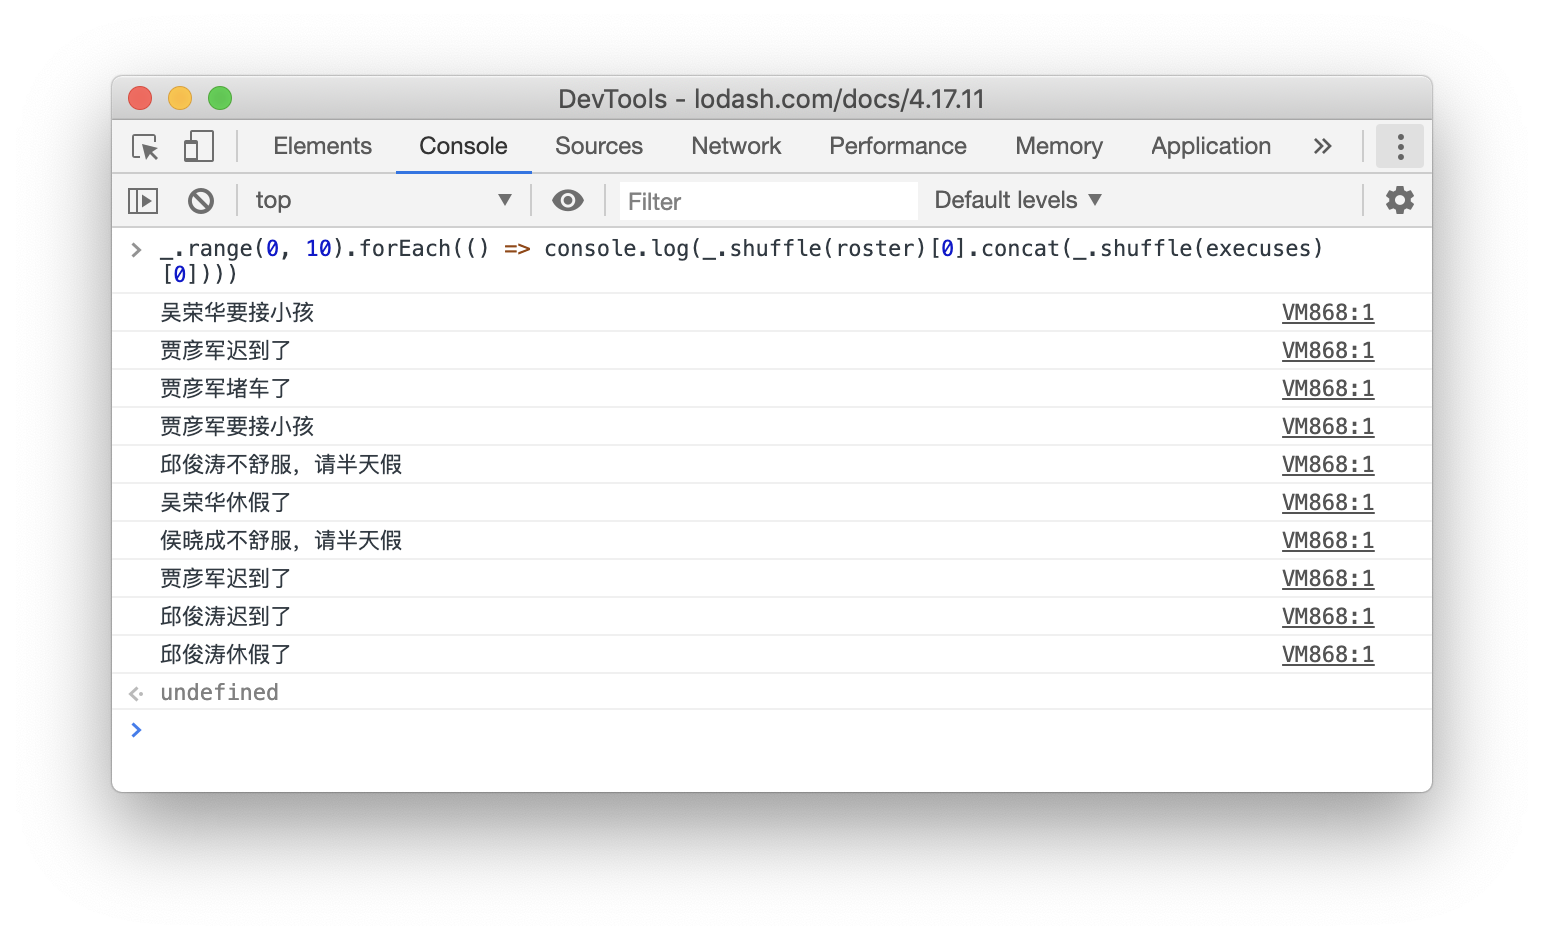 DevTools - lodash.com/docs/4.17.11
Elements Console Sources Network Performance Memory Application
top Filter Default levels
_.range(0, 10).forEach(() => console.log(_.shuffle(roster)[0].concat(_.shuffle(execuses)
[0])))
吴荣华要接小孩 VM868:1
贾彦军迟到了 VM868:1
贾彦军堵车了 VM868:1
贾彦军要接小孩 VM868:1
邱俊涛不舒服，请半天假 VM868:1
吴荣华休假了 VM868:1
侯晓成不舒服，请半天假 VM868:1
贾彦军迟到了 VM868:1
邱俊涛迟到了 VM868:1
邱俊涛休假了 VM868:1
undefined